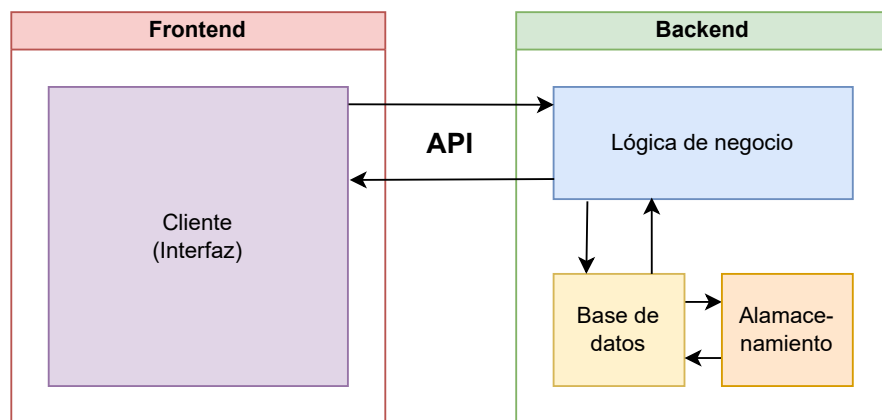 Frontend
Backend
API
Lógica de negocio
Cliente
(Interfaz)
Base de
datos
Alamace-
namiento